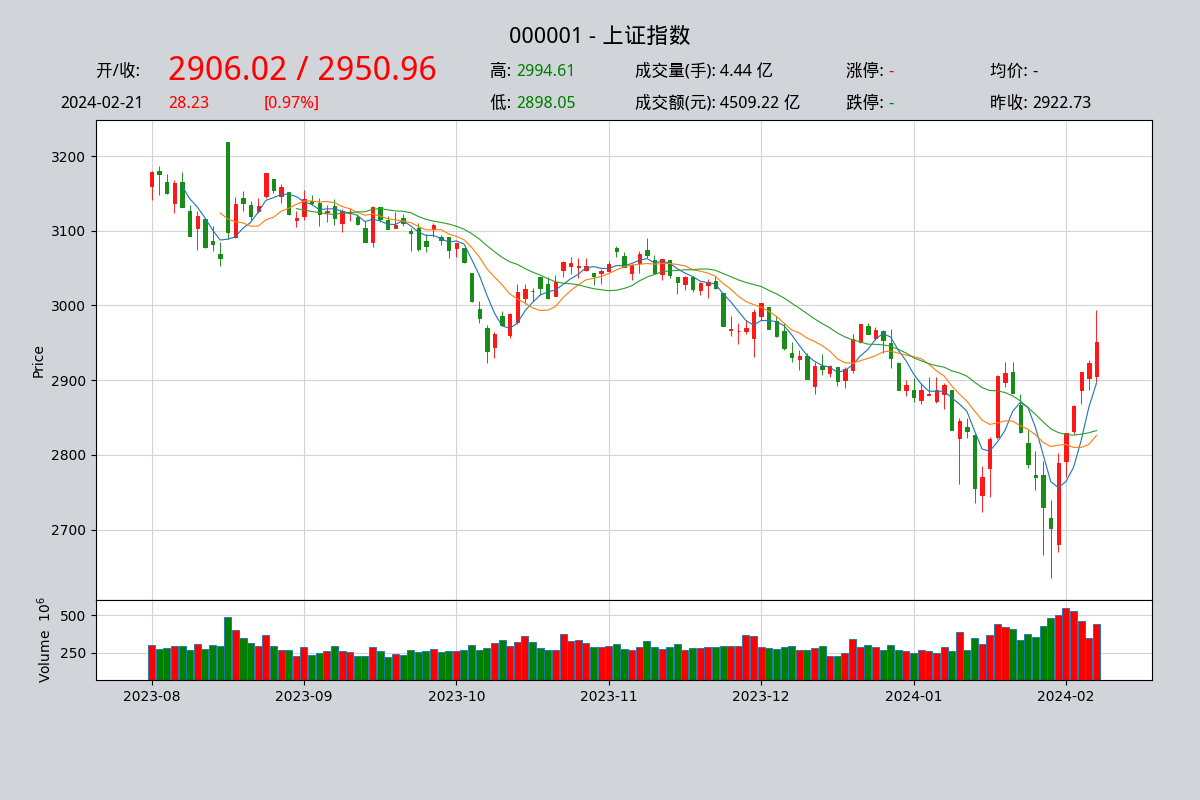 000001 - 上证指数
开/收: 2906.02 / 2950.96 高: 2994.61 成交量(手): 4.44 亿 涨停: - 均价: -
2024-02-21 28.23 [0.97%] 低: 2898.05 成交额(元): 4509.22 亿 跌停: - 昨收: 2922.73
3200
3100
3000
2900
2800
2700
Price
500
250
Volume 10⁶
2023-08 2023-09 2023-10 2023-11 2023-12 2024-01 2024-02